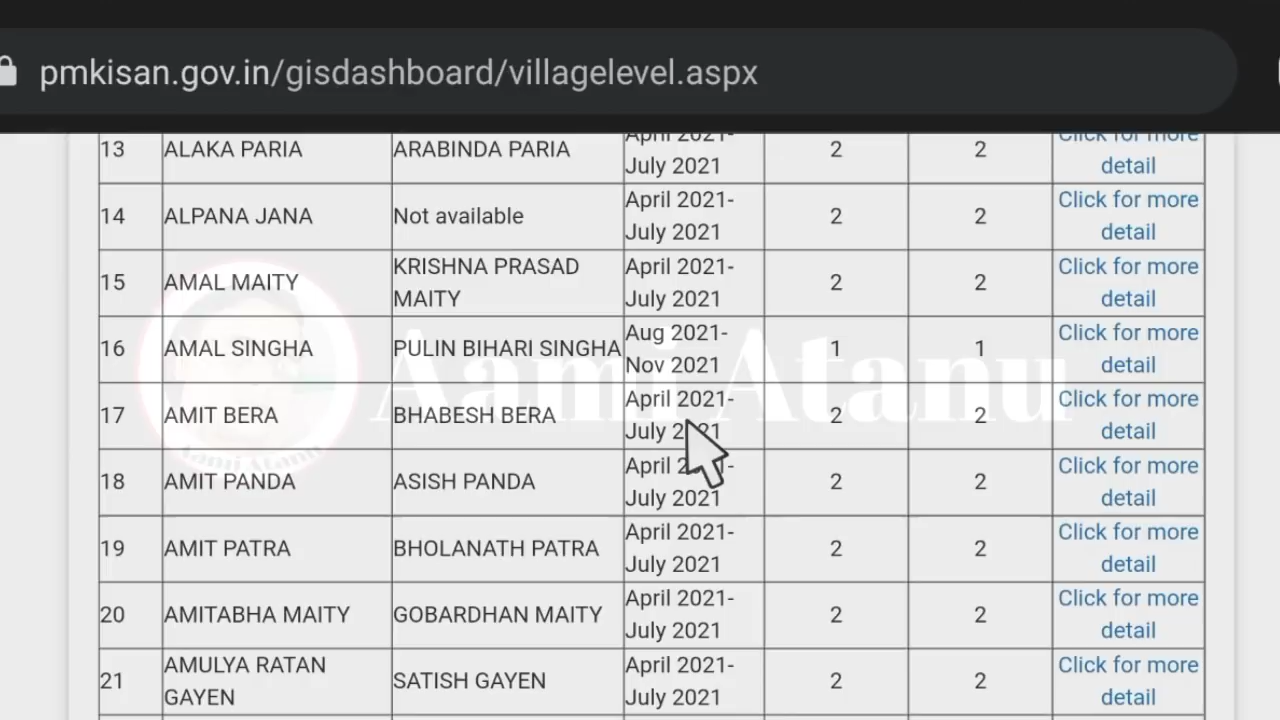 pmkisan.gov.in/gisdashboard/villagelevel.aspx
13 ALAKA PARIA ARABINDA PARIA April 2021- 2 2 Click for more
July 2021 detail
14 ALPANA JANA Not available April 2021- 2 2 Click for more
July 2021 detail
15 AMAL MAITY KRISHNA PRASAD April 2021- 2 2 Click for more
MAITY July 2021 detail
16 AMAL SINGHA PULIN BIHARI SINGHA Aug 2021- 1 1 Click for more
Nov 2021 detail
17 AMIT BERA BHABESH BERA April 2021- 2 2 Click for more
July 2021 detail
18 AMIT PANDA ASISH PANDA April 2021- 2 2 Click for more
July 2021 detail
19 AMIT PATRA BHOLANATH PATRA April 2021- 2 2 Click for more
July 2021 detail
20 AMITABHA MAITY GOBARDHAN MAITY April 2021- 2 2 Click for more
July 2021 detail
21 AMULYA RATAN SATISH GAYEN April 2021- 2 2 Click for more
GAYEN July 2021 detail
Aami Atanu
Aami Atanu